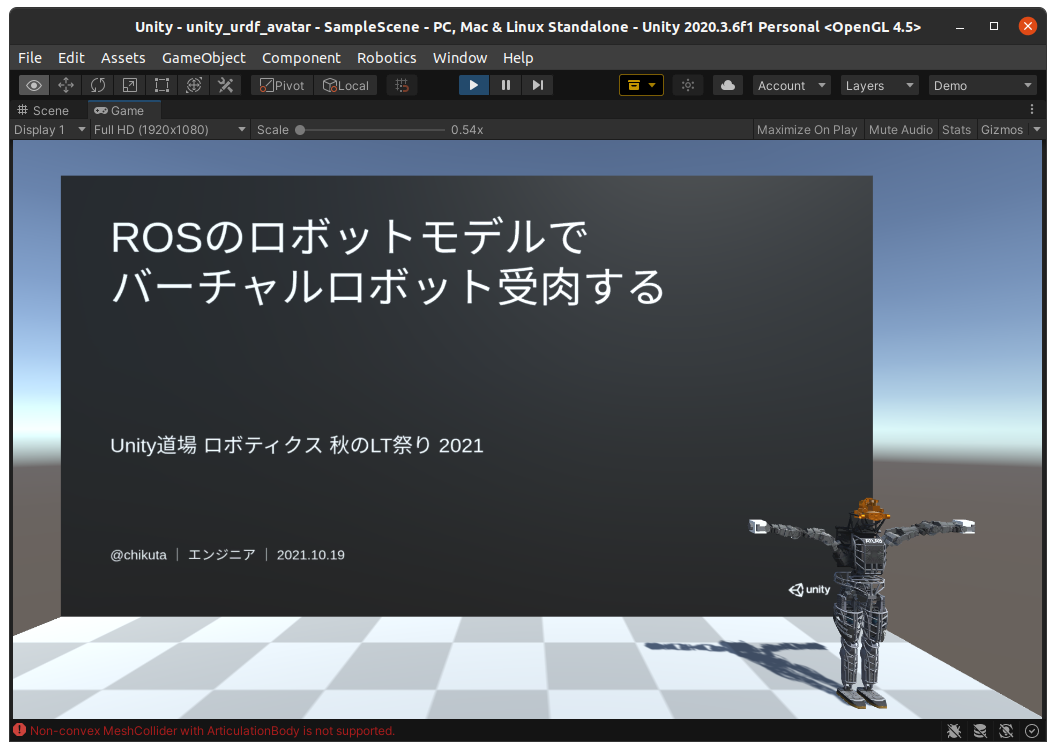 Unity - unity_urdf_avatar - SampleScene - PC, Mac & Linux Standalone - Unity 2020.3.6f1 Personal <OpenGL 4.5>
File Edit Assets GameObject Component Robotics Window Help
Pivot Local Account Layers Demo
Scene Game
Display 1 Full HD (1920x1080) Scale 0.54x Maximize On Play Mute Audio Stats Gizmos
ROSのロボットモデルで
バーチャルロボット受肉する
Unity道場 ロボティクス 秋のLT祭り 2021
@chikuta | エンジニア | 2021.10.19
ATLAS
unity
Non-convex MeshCollider with ArticulationBody is not supported.